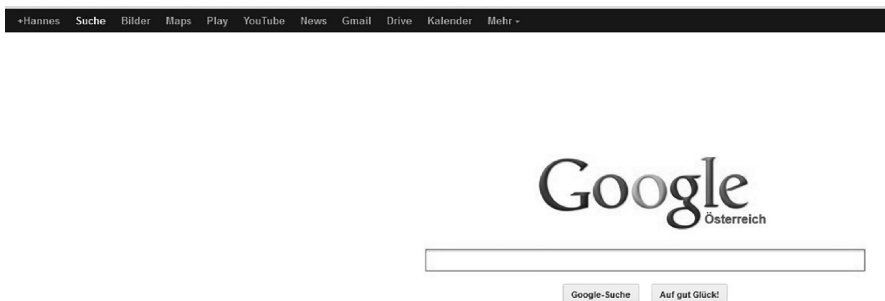 +Hannes Suche Bilder Maps Play YouTube News Gmail Drive Kalender Mehr
Google
Österreich
Google-Suche Auf gut Glück!